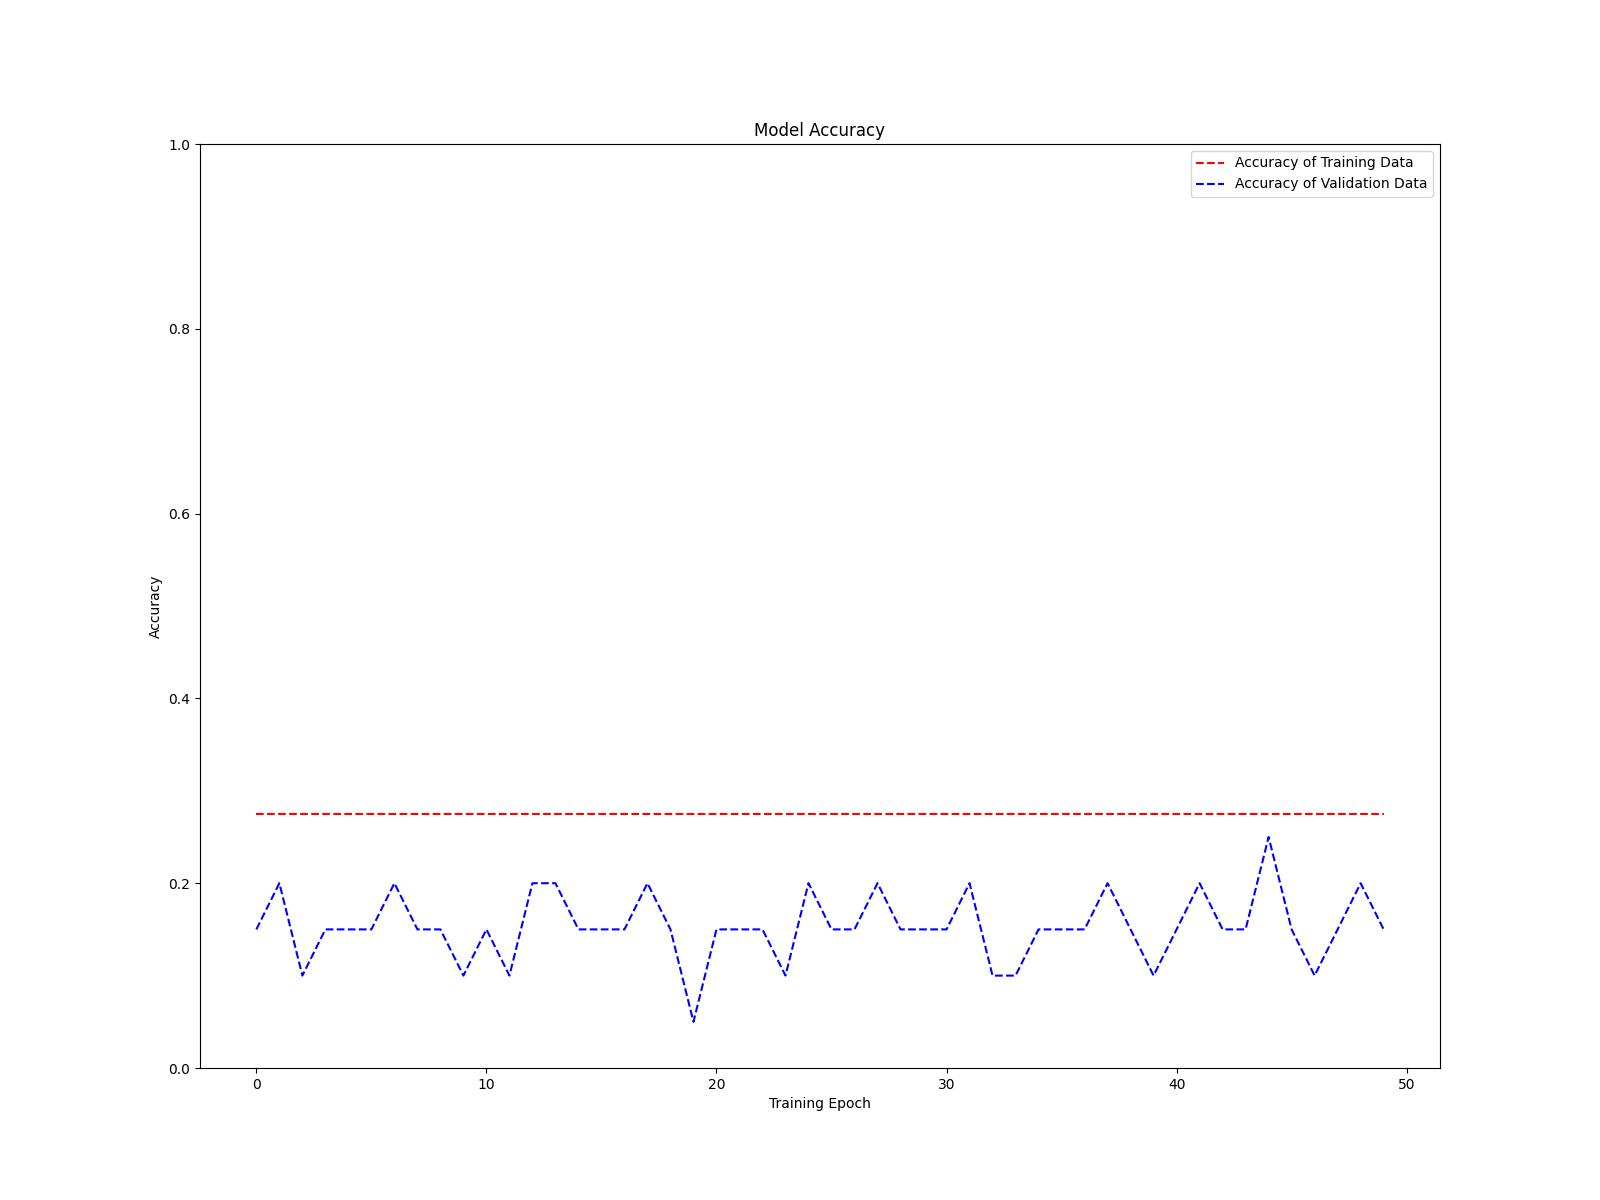 Model Accuracy
1.0
0.8
0.6
0.4
0.2
0.0
Accuracy
Accuracy of Training Data
Accuracy of Validation Data
0 10 20 30 40 50
Training Epoch